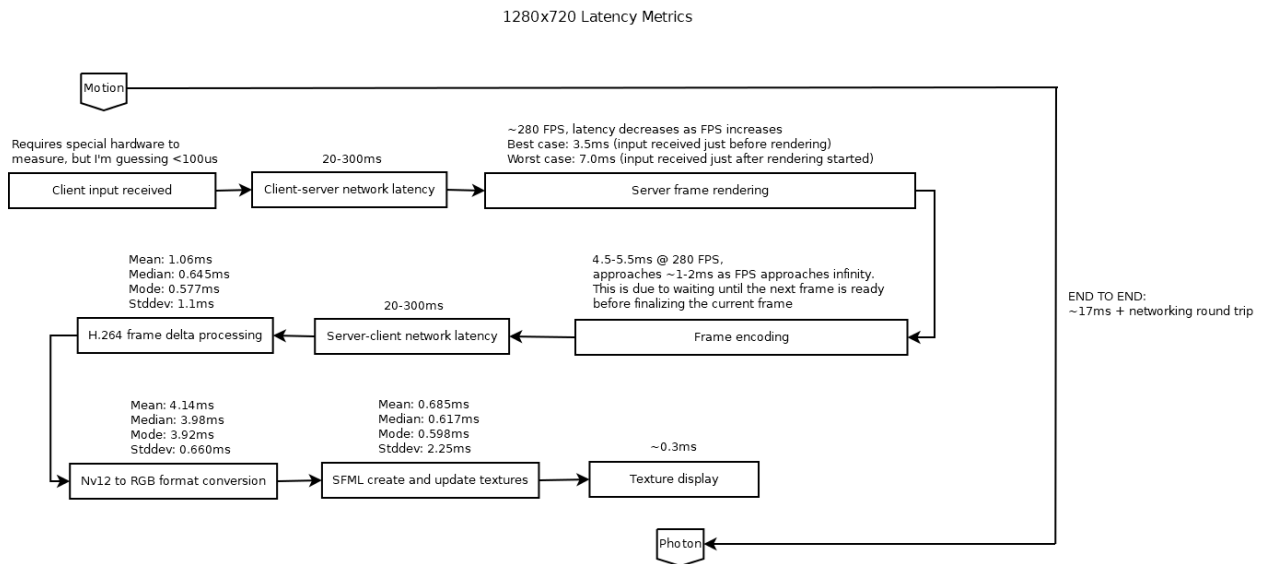 1280x720 Latency Metrics
Motion
Requires special hardware to
measure, but I'm guessing <100us
Client input received
20-300ms
Client-server network latency
~280 FPS, latency decreases as FPS increases
Best case: 3.5ms (input received just before rendering)
Worst case: 7.0ms (input received just after rendering started)
Server frame rendering
4.5-5.5ms @ 280 FPS,
approaches ~1-2ms as FPS approaches infinity.
This is due to waiting until the next frame is ready
before finalizing the current frame
Frame encoding
20-300ms
Server-client network latency
Mean: 1.06ms
Median: 0.645ms
Mode: 0.577ms
Stddev: 1.1ms
H.264 frame delta processing
Mean: 4.14ms
Median: 3.98ms
Mode: 3.92ms
Stddev: 0.660ms
Nv12 to RGB format conversion
Mean: 0.685ms
Median: 0.617ms
Mode: 0.598ms
Stddev: 2.25ms
SFML create and update textures
~0.3ms
Texture display
Photon
END TO END:
~17ms + networking round trip